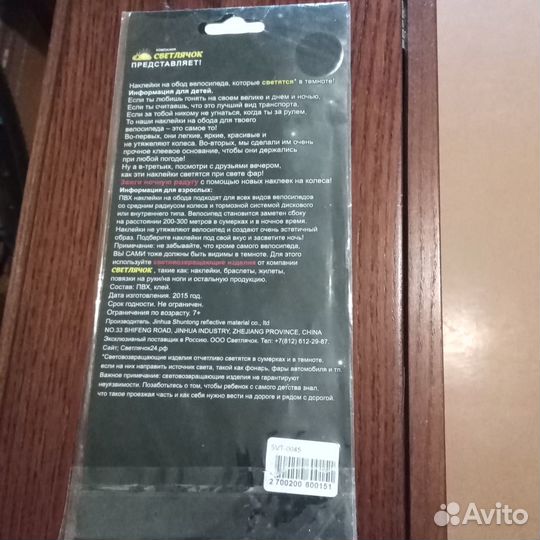 КОМПАНИЯ
СВЕТЛЯЧОК
ПРЕДСТАВЛЯЕТ!
Наклейки на обод велосипеда, которые светятся* в темноте!
Информация для детей.
Если ты любишь гонять на своем велике и днем и ночью,
Если ты считаешь, что это лучший вид транспорта,
Если за тобой никому не угнаться, когда ты за рулем,
То наши наклейки на обода для твоего
велосипеда – это самое то!
Во-первых, они легкие, яркие, красивые и
не утяжеляют колеса. Во-вторых, мы сделали им очень
прочное клеевое основание, чтобы они держались
при любой погоде!
Ну а в-третьих, посмотри с друзьями вечером,
как эти наклейки светятся при свете фар!
Зажги ночную радугу с помощью новых наклеек на колеса!
Информация для взрослых:
ПВХ наклейки на обода подходят для всех видов велосипедов
со средним радиусом колеса и тормозной системой дискового
или внутреннего типа. Велосипед становится заметен сбоку
на расстоянии 200-300 метров в сумерках и в ночное время.
Наклейки не утяжеляют велосипед и создают очень эстетичный
образ. Подберите наклейки под свой вкус и засветите ночь!
Примечание: не забывайте, что кроме самого велосипеда,
ВЫ САМИ тоже должны быть видимы в темноте. Для этого
используйте световозвращающие изделия от компании
СВЕТЛЯЧОК, такие как: наклейки, браслеты, жилеты,
повязки на руки/на ноги и остальную продукцию.
Состав: ПВХ, клей.
Дата изготовления. 2015 год.
Срок годности. Не ограничен.
Ограничения по возрасту. 7+
Производитель. Jinhua Shuntong reflective material co., ltd
NO.33 SHIFENG ROAD, JINHUA INDUSTRY, ZHEJIANG PROVINCE, CHINA
Эксклюзивный поставщик в Россию. ООО Светлячок. Тел: +7(812) 612-29-87.
Сайт: Светлячок24.рф
*Световозвращающие изделия отчетливо светятся в сумерках и в темноте,
если на них направить источник света, такой как фонарь, фары автомобиля и тп.
Важное примечание: световозвращающие изделия не гарантируют
неуязвимости. Позаботьтесь о том, чтобы ребенок с самого детства знал,
что такое проезжая часть и как себя нужно вести на дороге и рядом с дорогой.
SVT-0045
2 700200 600151
Avito